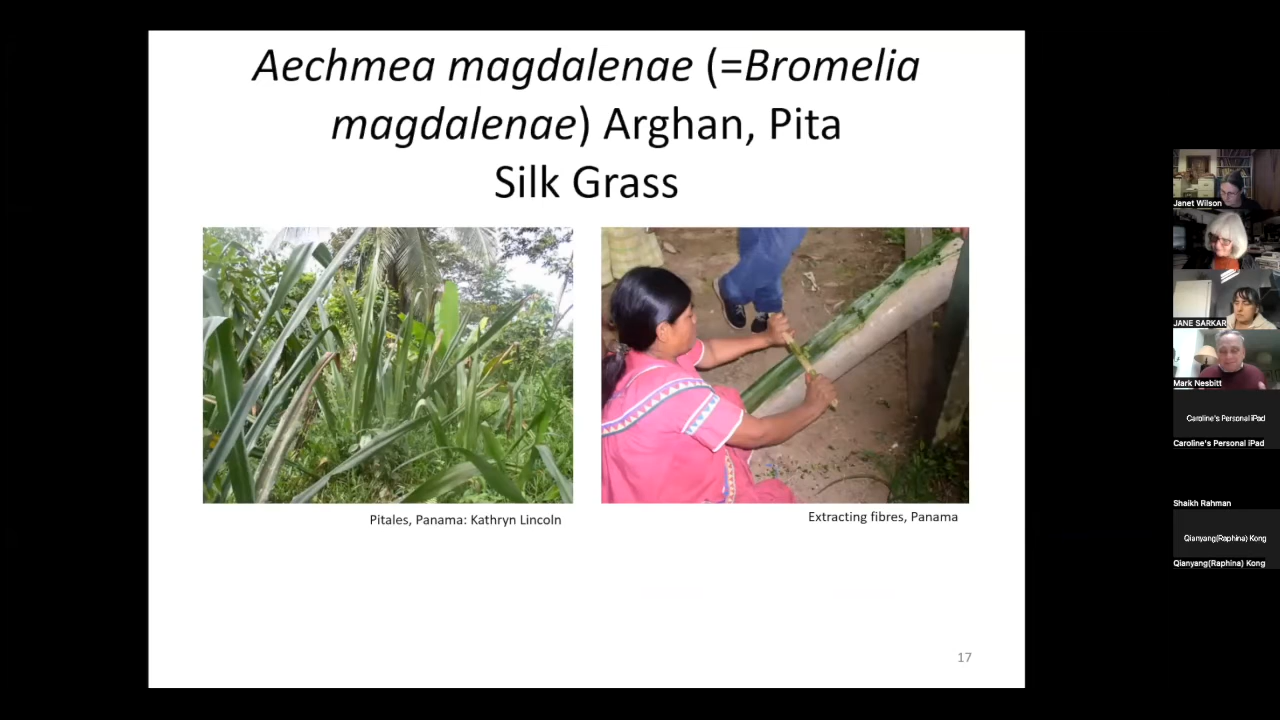 Aechmea magdalenae (=Bromelia
magdalenae) Arghan, Pita
Silk Grass
Pitales, Panama: Kathryn Lincoln
Extracting fibres, Panama
17
Janet Wilson
JANE SARKAR
Mark Nesbitt
Caroline's Personal iPad
Caroline's Personal iPad
Shaikh Rahman
Qianyang(Raphina) Kong
Qianyang(Raphina) Kong